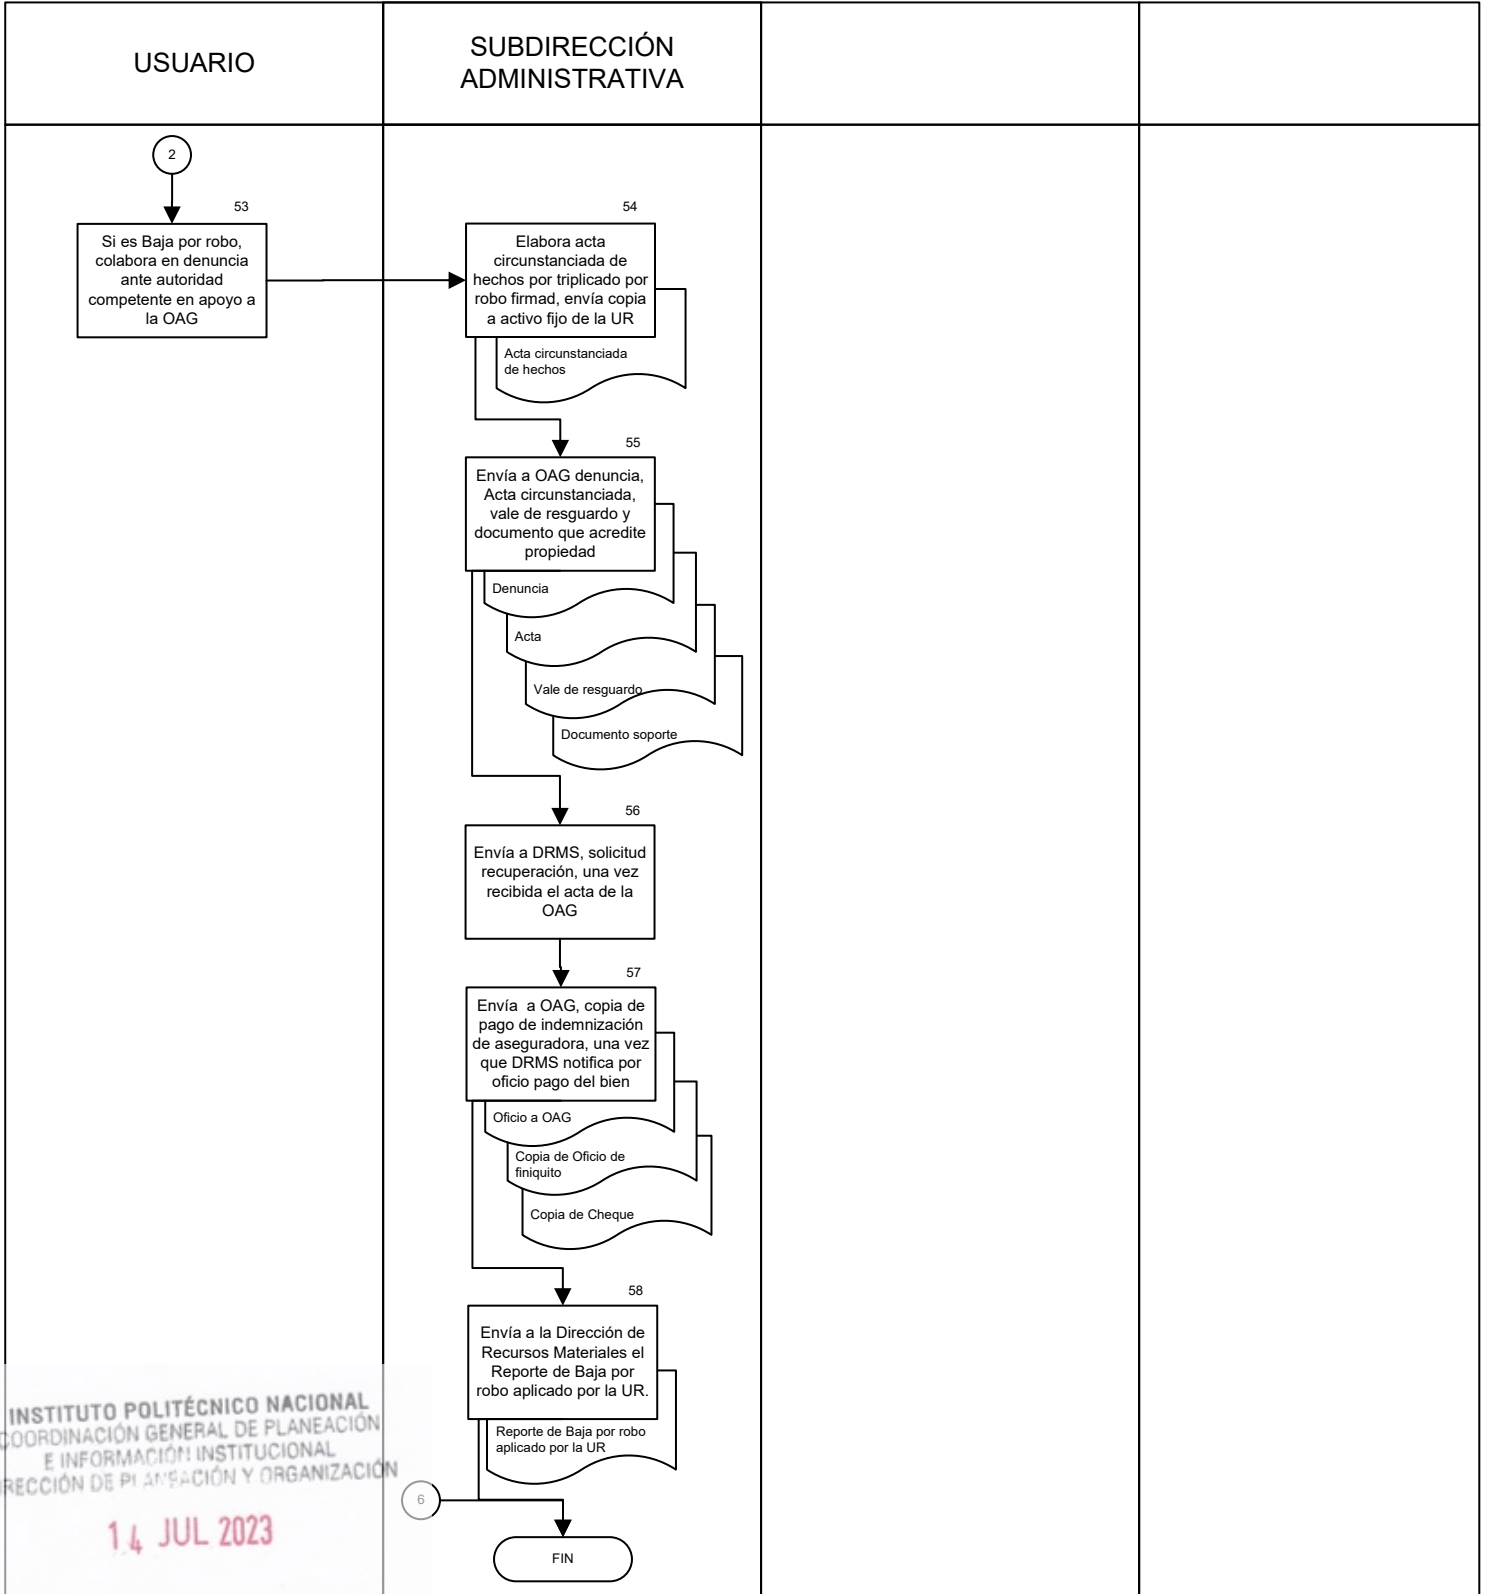 USUARIO
SUBDIRECCIÓN
ADMINISTRATIVA
2
53
Si es Baja por robo,
colabora en denuncia
ante autoridad
competente en apoyo a
la OAG
54
Elabora acta
circunstanciada de
hechos por triplicado por
robo firmad, envía copia
a activo fijo de la UR
Acta circunstanciada
de hechos
55
Envía a OAG denuncia,
Acta circunstanciada,
vale de resguardo y
documento que acredite
propiedad
Denuncia
Acta
Vale de resguardo
Documento soporte
56
Envía a DRMS, solicitud
recuperación, una vez
recibida el acta de la
OAG
57
Envía a OAG, copia de
pago de indemnización
de aseguradora, una vez
que DRMS notifica por
oficio pago del bien
Oficio a OAG
Copia de Oficio de
finiquito
Copia de Cheque
58
Envía a la Dirección de
Recursos Materiales el
Reporte de Baja por
robo aplicado por la UR.
Reporte de Baja por robo
aplicado por la UR
6
FIN
INSTITUTO POLITÉCNICO NACIONAL
COORDINACIÓN GENERAL DE PLANEACIÓN
E INFORMACIÓN INSTITUCIONAL
RECCIÓN DE PLANEACIÓN Y ORGANIZACIÓN
14 JUL 2023